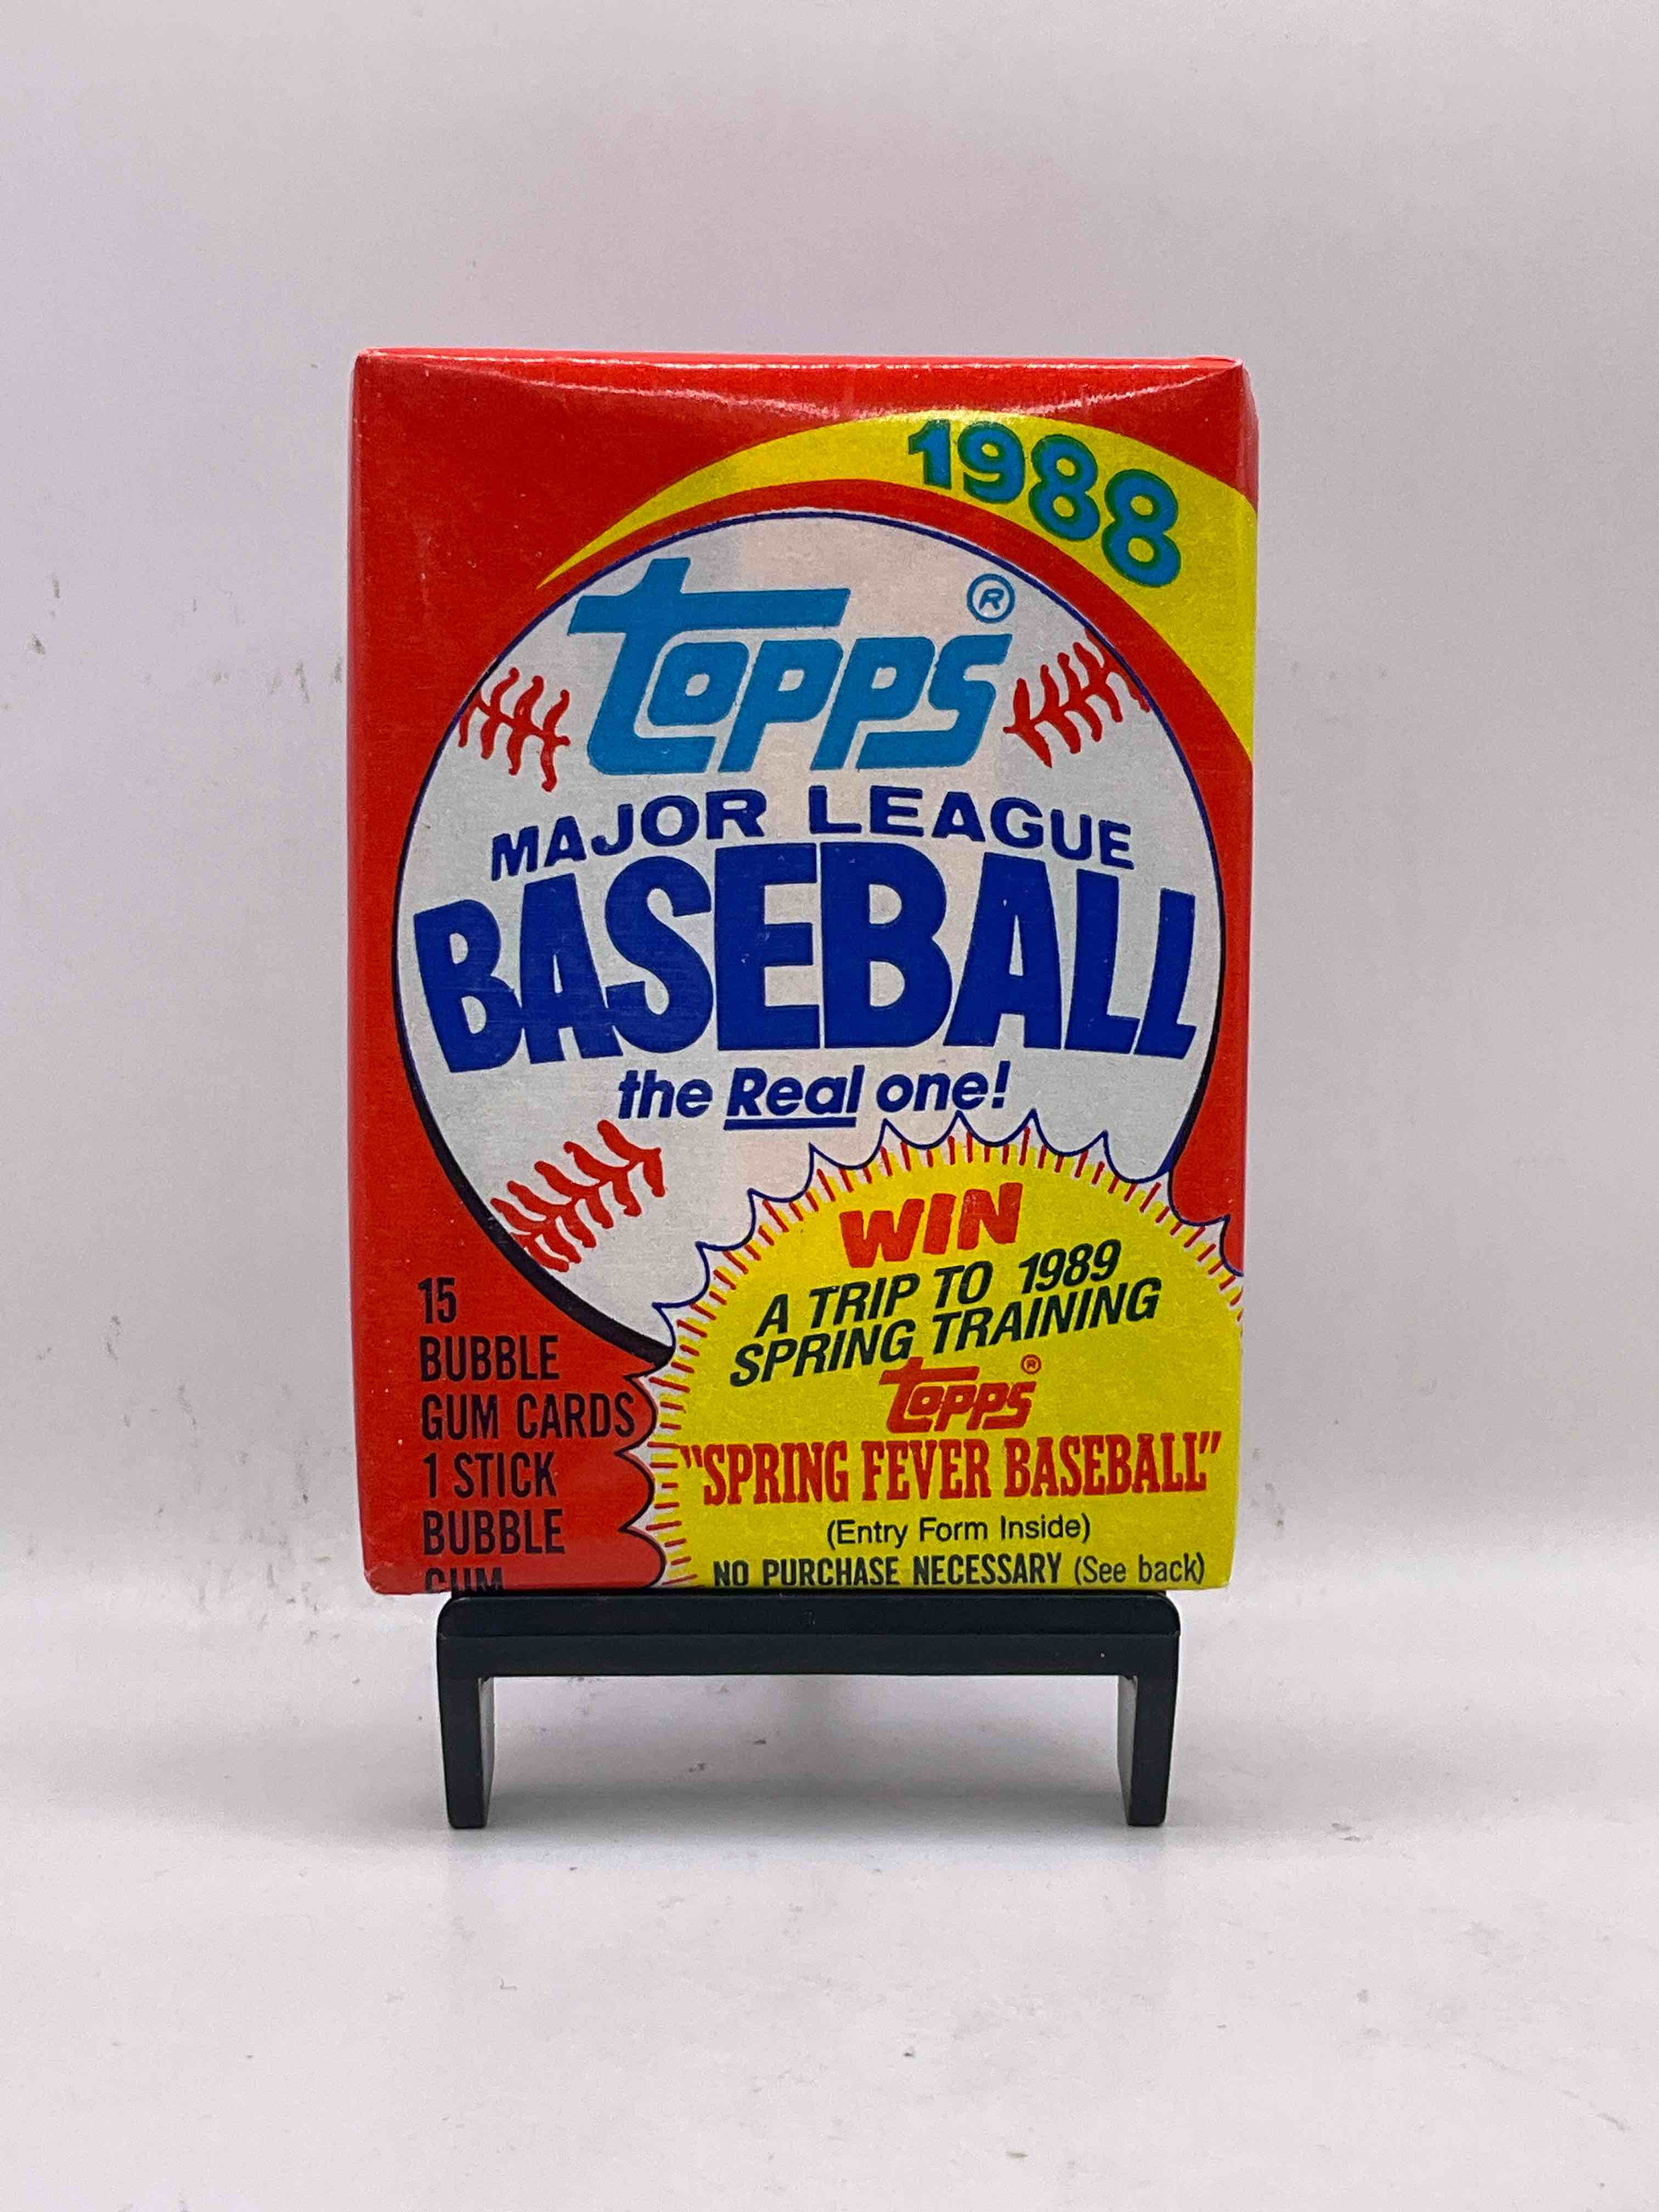 1988
topps®
MAJOR LEAGUE
BASEBALL
the Real one!
WIN
A TRIP TO 1989
SPRING TRAINING
topps®
"SPRING FEVER BASEBALL"
(Entry Form Inside)
NO PURCHASE NECESSARY (See back)
15
BUBBLE
GUM CARDS
1 STICK
BUBBLE
GUM